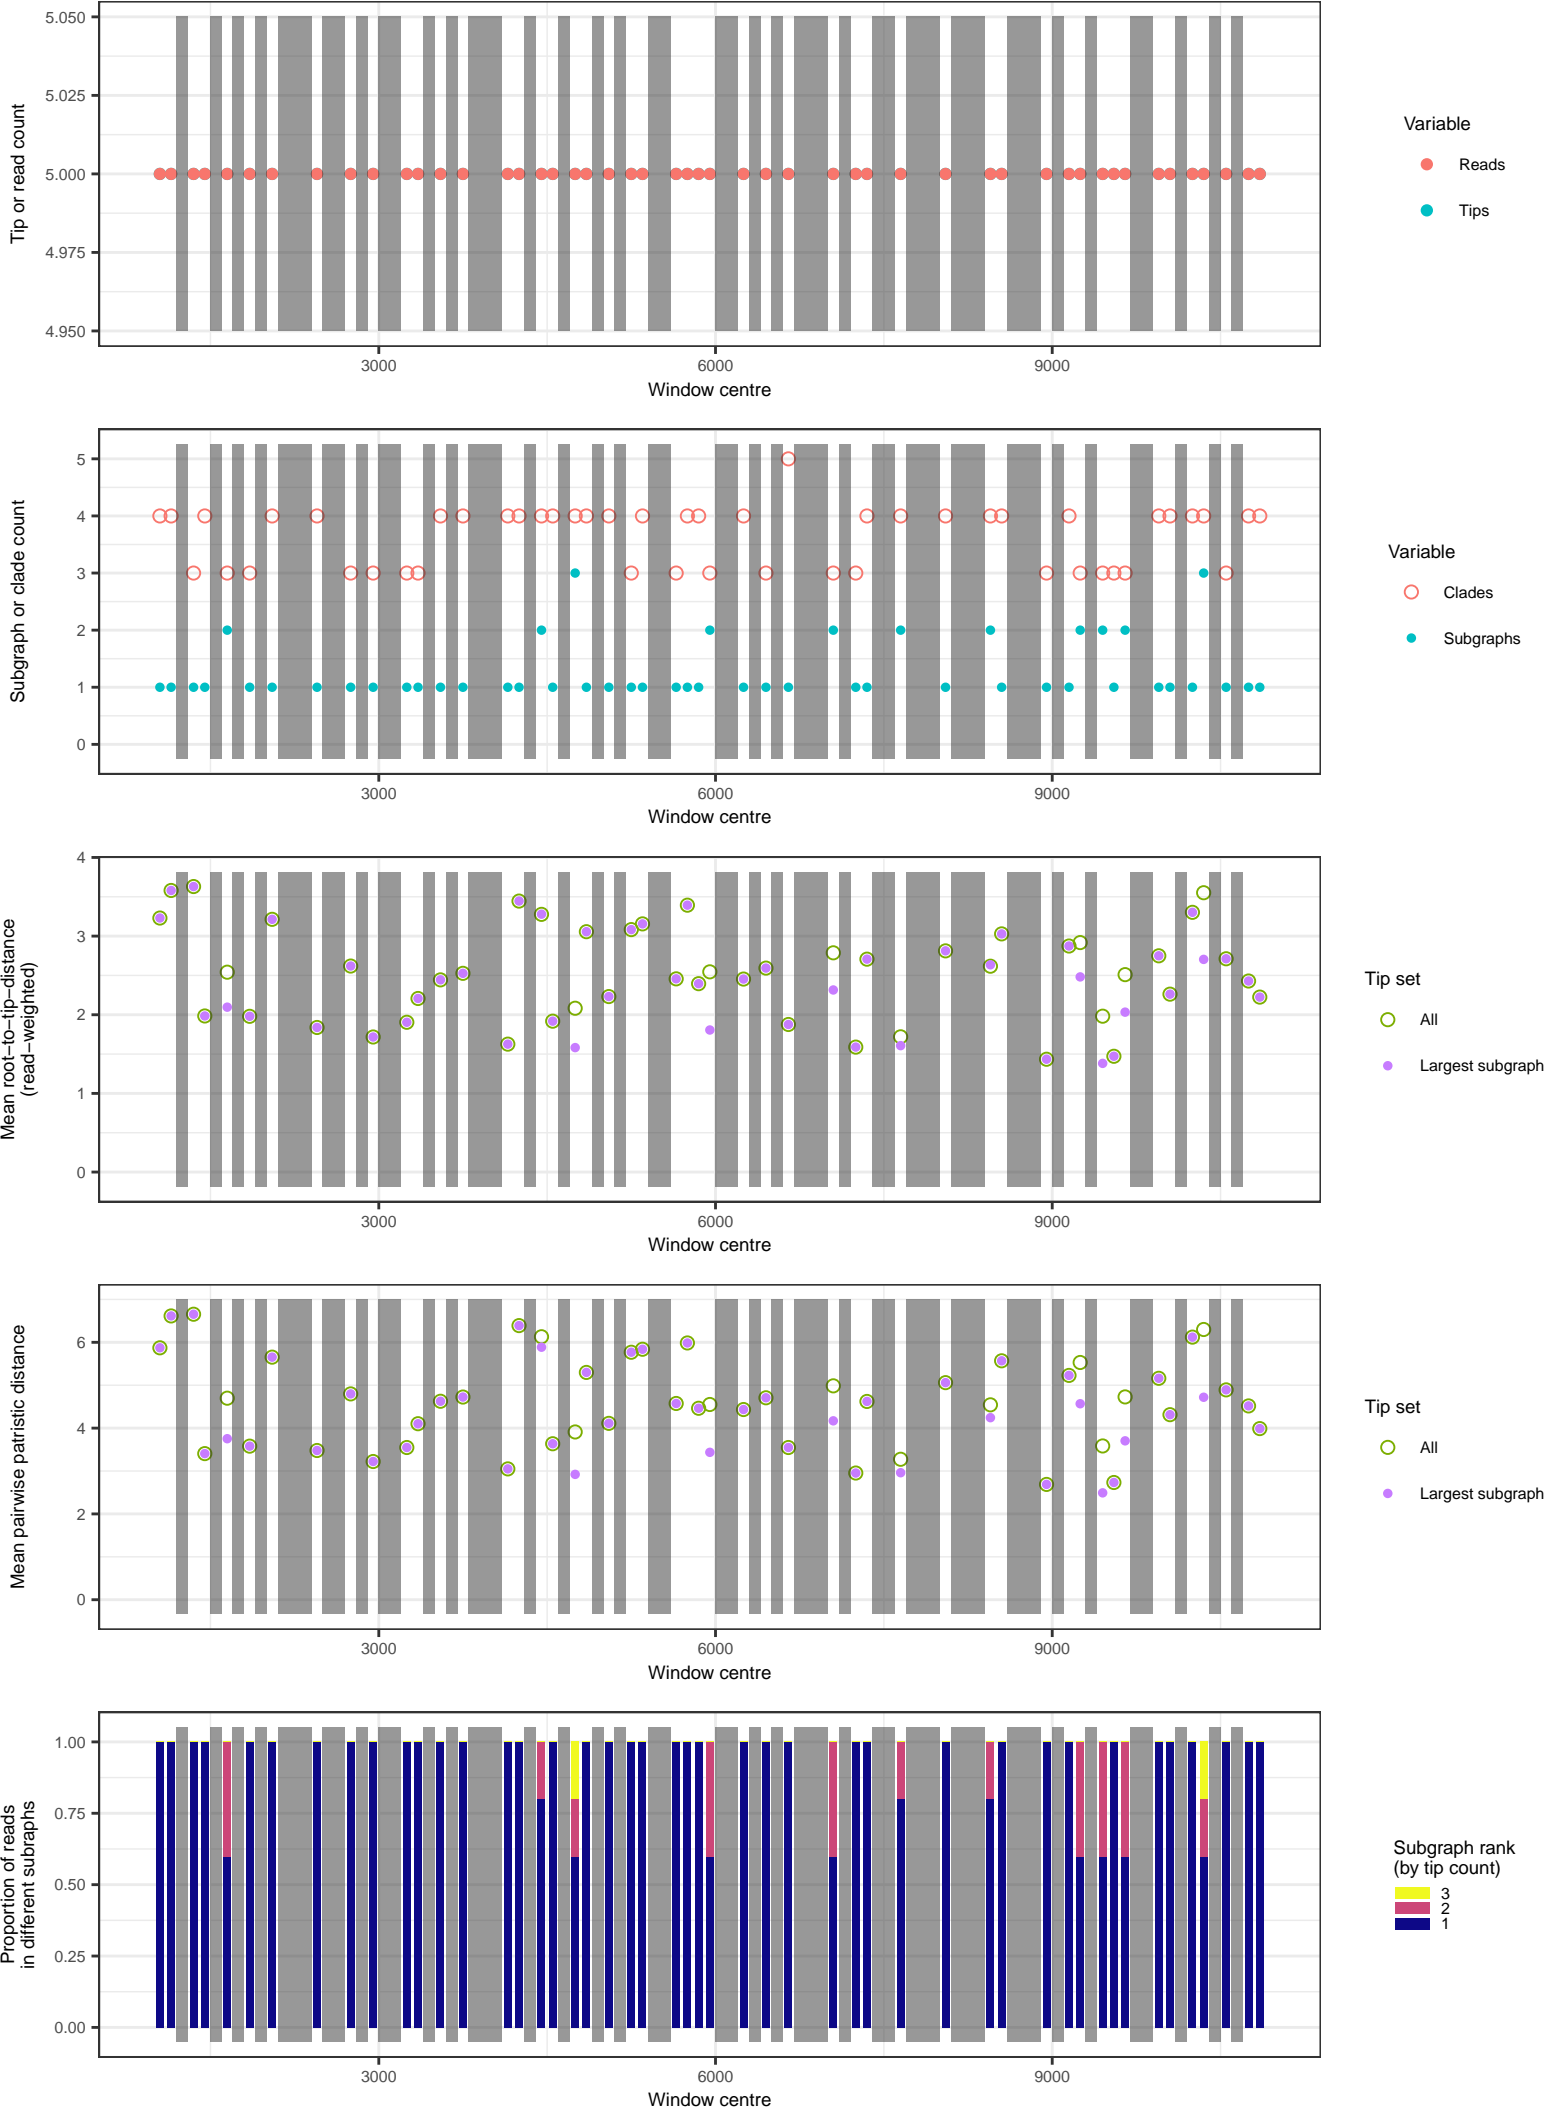 5.050
5.025
5.000
4.975
4.950
Tip or read count
3000
6000
9000
Window centre
Variable
Reads
Tips
5
4
3
2
1
0
Subgraph or clade count
3000
6000
9000
Window centre
Variable
Clades
Subgraphs
4
3
2
1
0
Mean root−to−tip−distance
(read−weighted)
3000
6000
9000
Window centre
Tip set
All
Largest subgraph
6
4
2
0
Mean pairwise patristic distance
3000
6000
9000
Window centre
Tip set
All
Largest subgraph
1.00
0.75
0.50
0.25
0.00
Proportion of reads
in different subraphs
3000
6000
9000
Window centre
Subgraph rank
(by tip count)
3
2
1